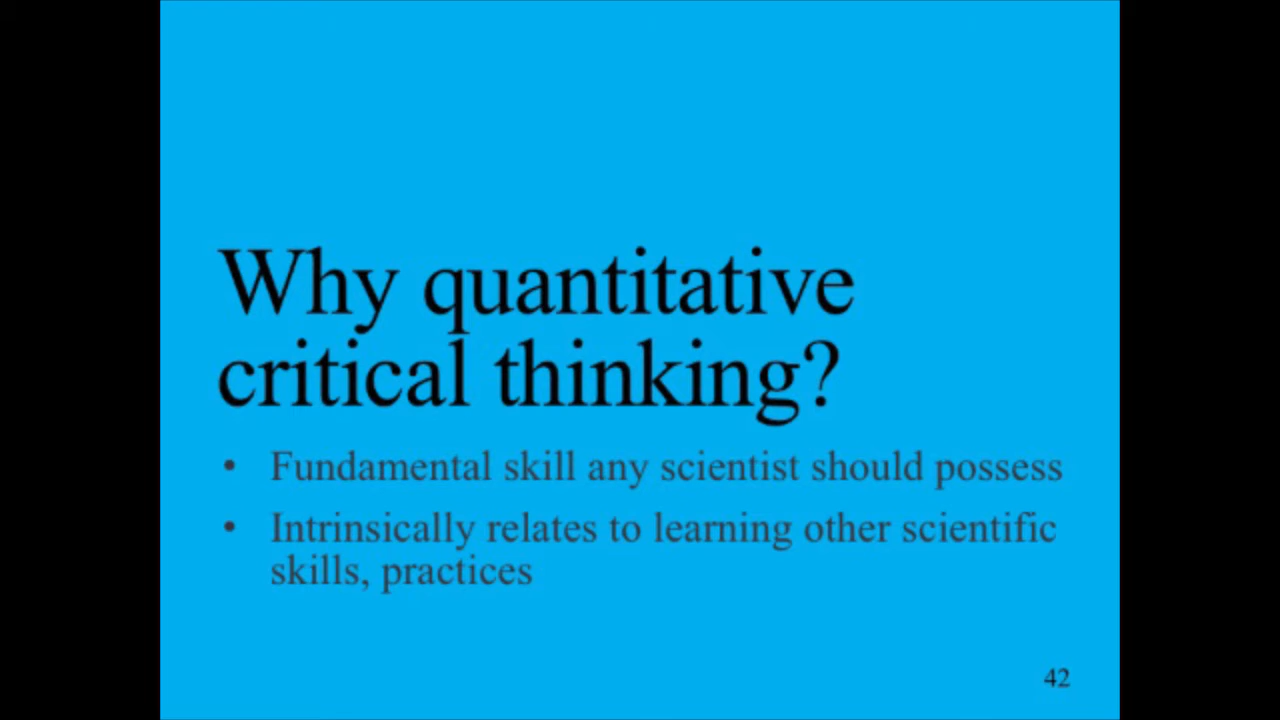 Why quantitative
critical thinking?
• Fundamental skill any scientist should possess
• Intrinsically relates to learning other scientific
skills, practices
42